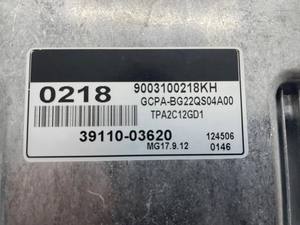 0218
9003100218KH
GCPA-BG22QS04A00
TPA2C12GD1
39110-03620
124506
MG17.9.12
0146